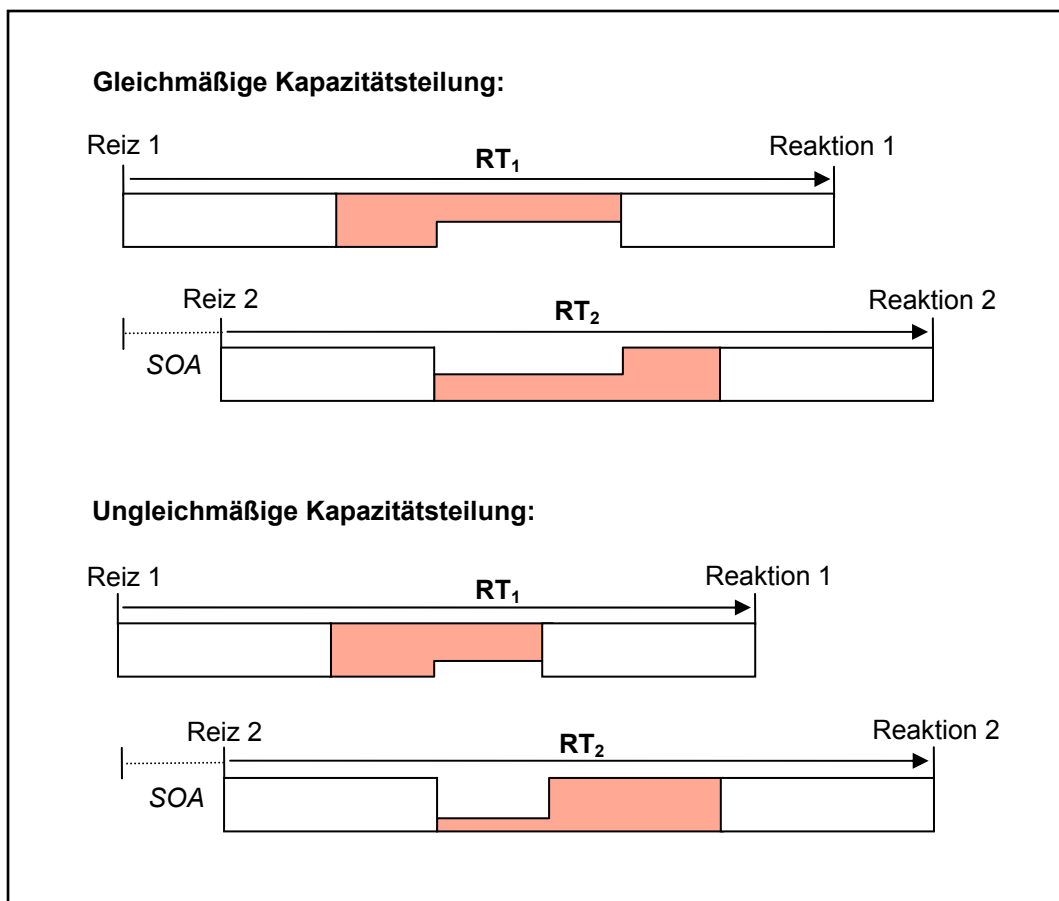 Gleichmäßige Kapazitätsteilung:
Reiz 1 RT₁ Reaktion 1
Reiz 2 RT₂ Reaktion 2
SOA
Ungleichmäßige Kapazitätsteilung:
Reiz 1 RT₁ Reaktion 1
Reiz 2 RT₂ Reaktion 2
SOA